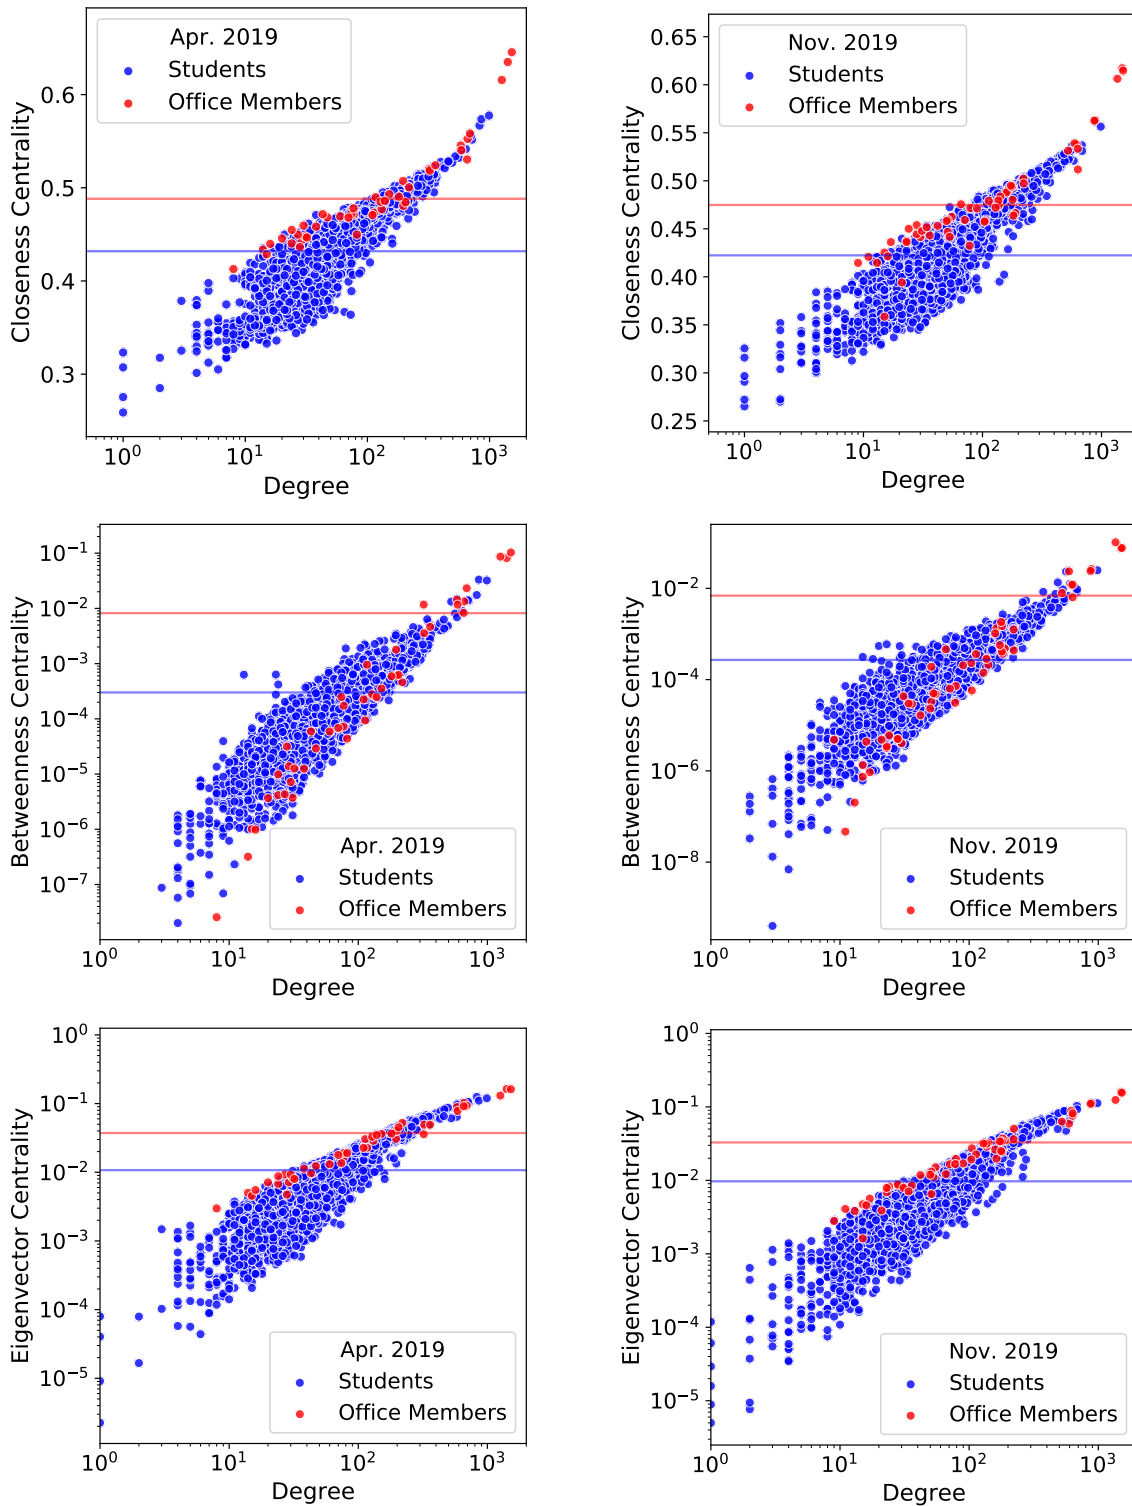 Apr. 2019
Students
Office Members
0.6
0.5
0.4
0.3
Closeness Centrality
10^0 10^1 10^2 10^3
Degree
Nov. 2019
Students
Office Members
0.65
0.60
0.55
0.50
0.45
0.40
0.35
0.30
0.25
Closeness Centrality
10^0 10^1 10^2 10^3
Degree
10^-1
10^-2
10^-3
10^-4
10^-5
10^-6
10^-7
Betweenness Centrality
Apr. 2019
Students
Office Members
10^0 10^1 10^2 10^3
Degree
10^-2
10^-4
10^-6
10^-8
Betweenness Centrality
Nov. 2019
Students
Office Members
10^0 10^1 10^2 10^3
Degree
10^0
10^-1
10^-2
10^-3
10^-4
10^-5
Eigenvector Centrality
Apr. 2019
Students
Office Members
10^0 10^1 10^2 10^3
Degree
10^0
10^-1
10^-2
10^-3
10^-4
10^-5
Eigenvector Centrality
Nov. 2019
Students
Office Members
10^0 10^1 10^2 10^3
Degree